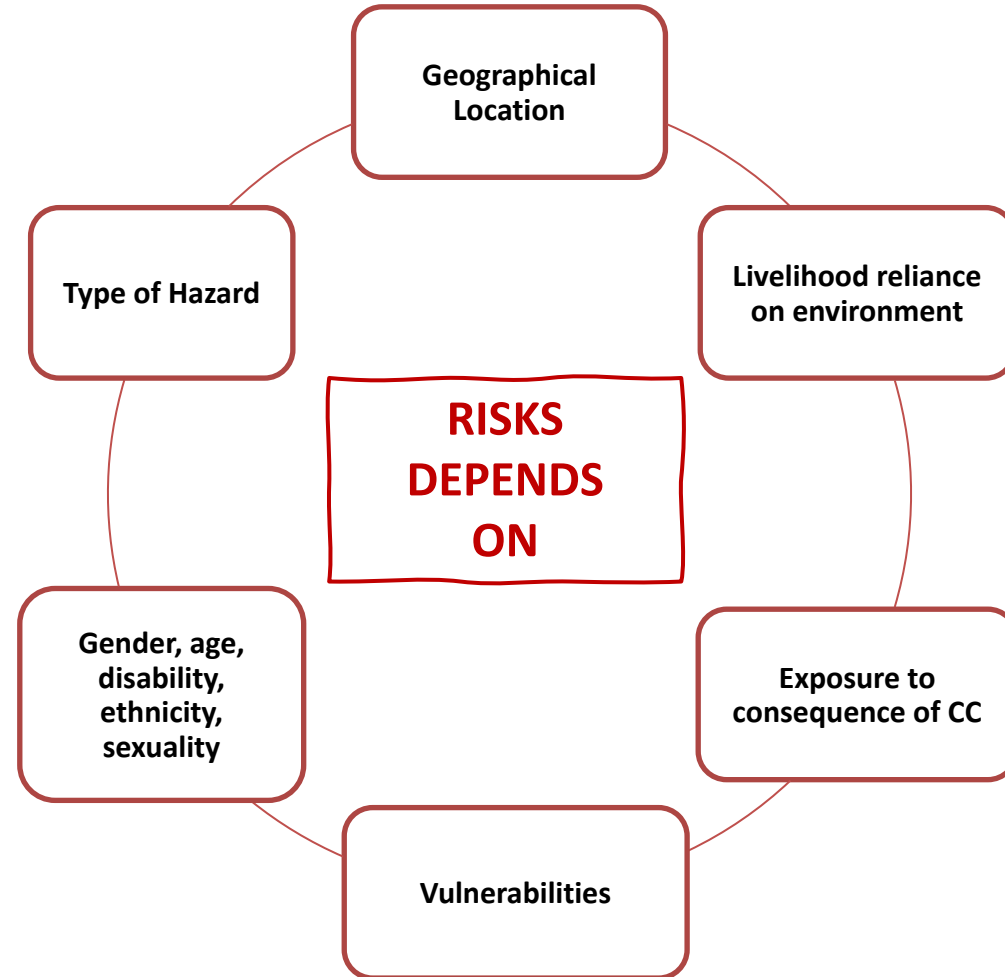 Geographical
Location
Type of Hazard
Livelihood reliance
on environment
RISKS
DEPENDS
ON
Gender, age,
disability,
ethnicity,
sexuality
Exposure to
consequence of CC
Vulnerabilities